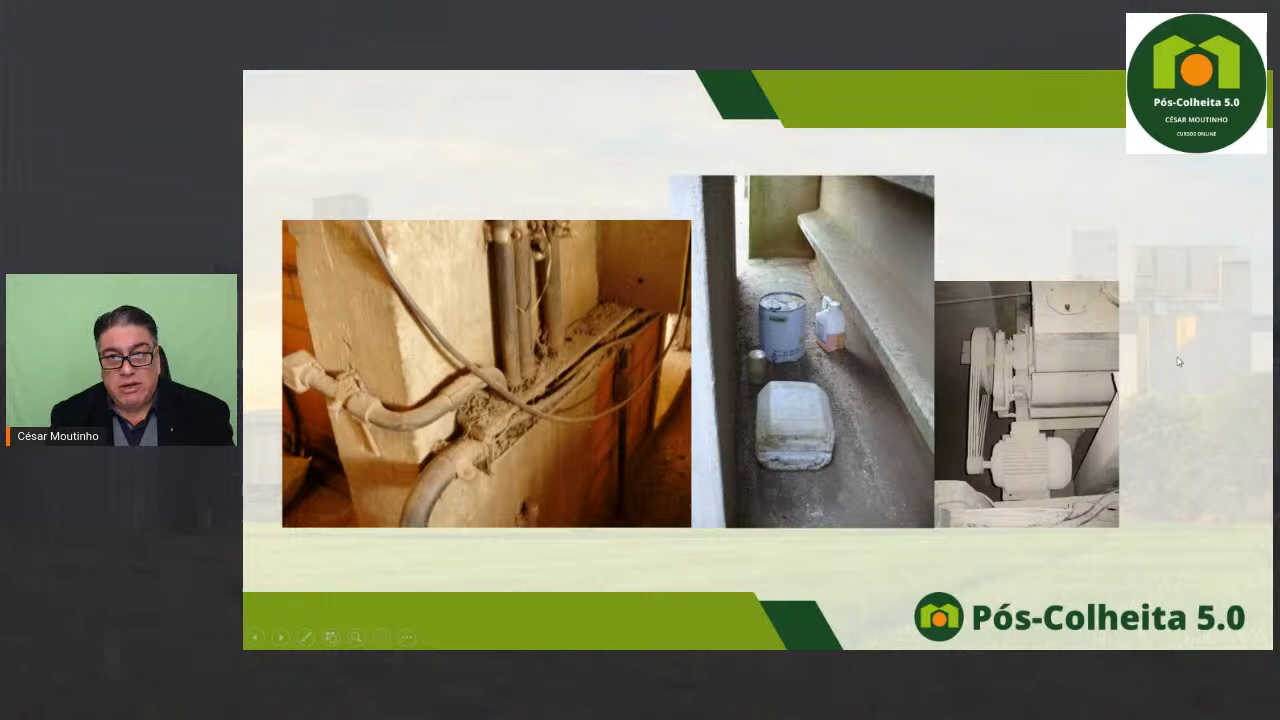 Pós-Colheita 5.0
CÉSAR MOUTINHO
CURSOS ONLINE
César Moutinho
Pós-Colheita 5.0